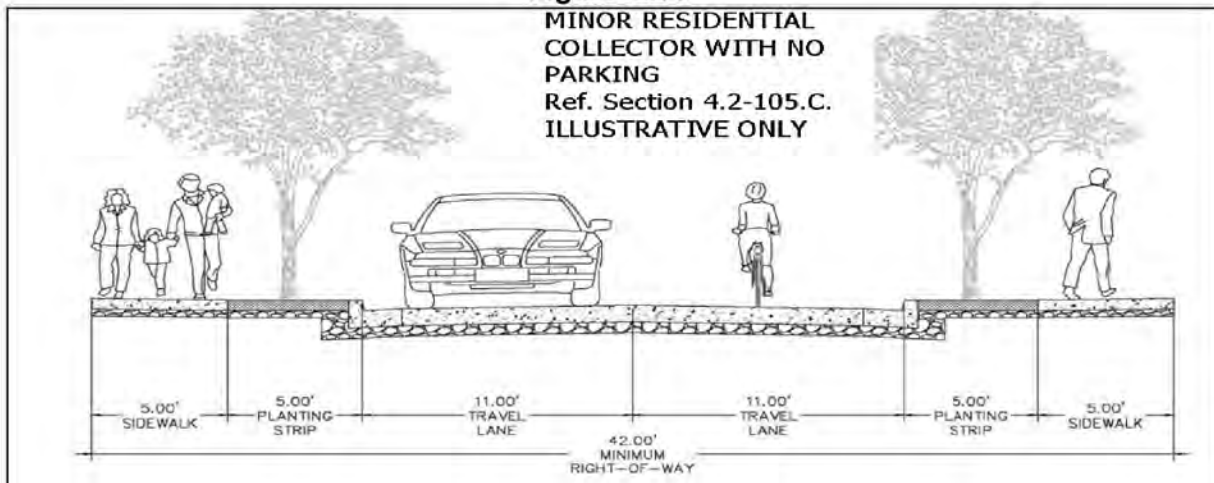 MINOR RESIDENTIAL
COLLECTOR WITH NO
PARKING
Ref. Section 4.2-105.C.
ILLUSTRATIVE ONLY
5.00'
SIDEWALK
5.00'
PLANTING
STRIP
11.00'
TRAVEL
LANE
11.00'
TRAVEL
LANE
5.00'
PLANTING
STRIP
5.00'
SIDEWALK
42.00'
MINIMUM
RIGHT-OF-WAY